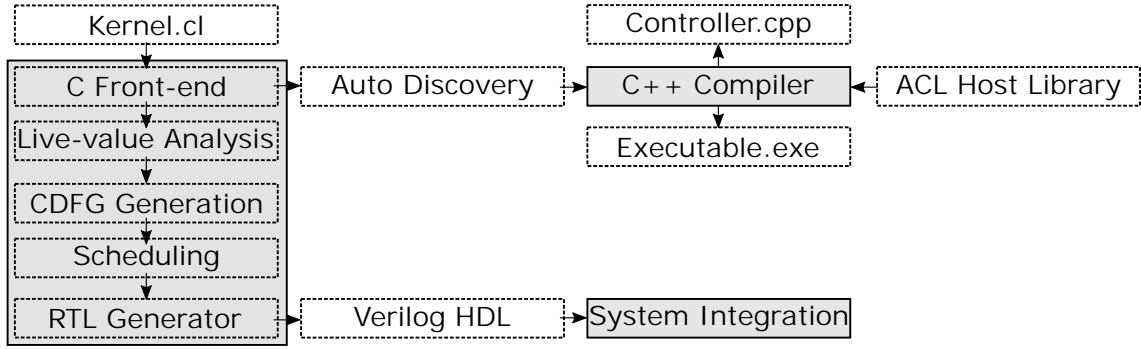 Kernel.cl
Controller.cpp
C Front-end
Auto Discovery
C++ Compiler
ACL Host Library
Live-value Analysis
Executable.exe
CDFG Generation
Scheduling
RTL Generator
Verilog HDL
System Integration